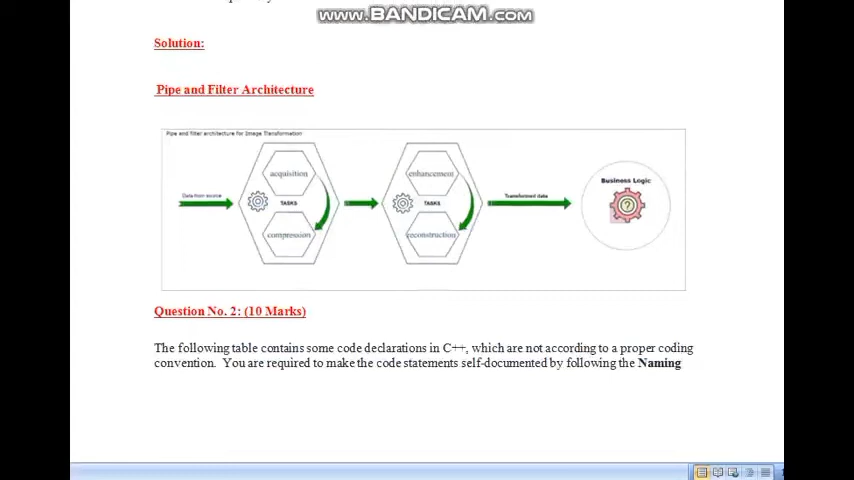 www.BANDICAM.com
Solution:
Pipe and Filter Architecture
Pipe and filter architecture for Image Transformation
acquisition
enhancement
Business Logic
Data from source
TASKS
TASKS
Transformed data
compression
reconstruction
Question No. 2: (10 Marks)
The following table contains some code declarations in C++, which are not according to a proper coding
convention. You are required to make the code statements self-documented by following the Naming